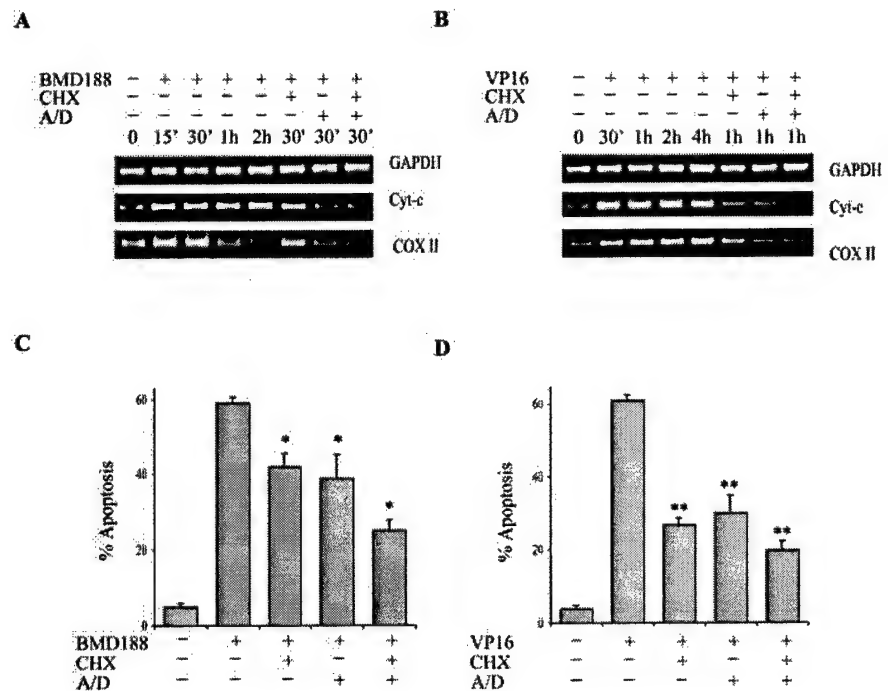 A
BMD188 − + + + + + + +
CHX − − − − − + − +
A/D − − − − − − + +
0 15' 30' 1h 2h 30' 30' 30'
GAPDH
Cyt-c
COX II
B
VP16 − + + + + + + +
CHX − − − − − + − +
A/D − − − − − − + +
0 30' 1h 2h 4h 1h 1h 1h
GAPDH
Cyt-c
COX II
C
% Apoptosis
60
40
20
0
* * *
BMD188 − + + + +
CHX − − + − +
A/D − − − + +
D
% Apoptosis
60
40
20
0
** ** **
VP16 − + + + +
CHX − − + − +
A/D − − − + +